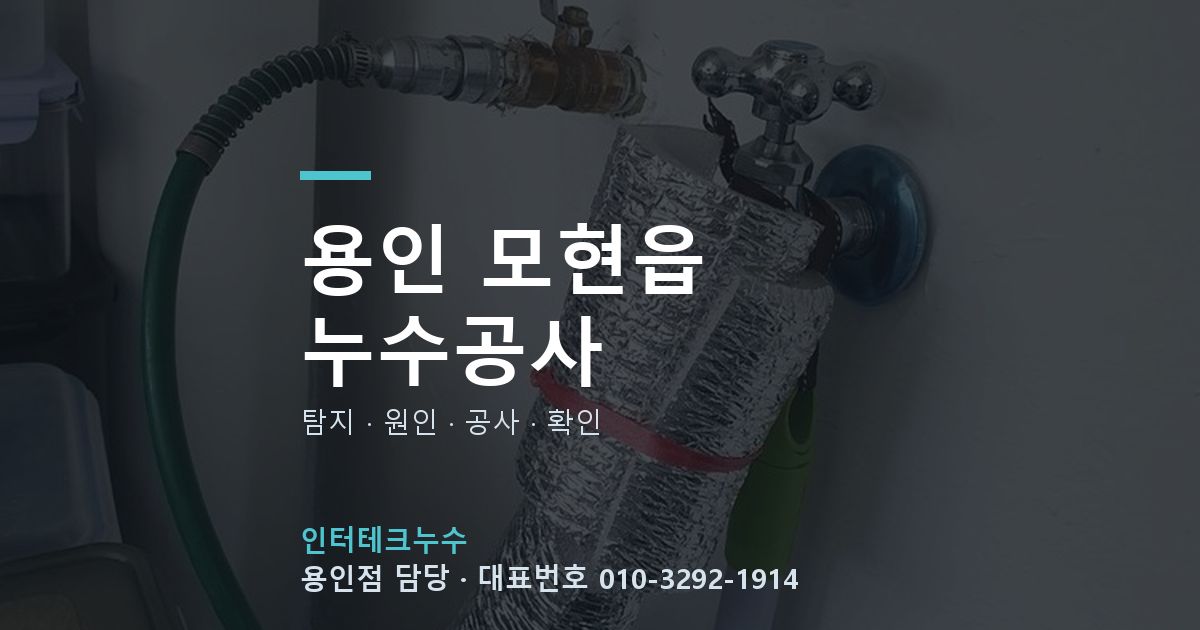 용인 모현읍
누수공사
탐지 · 원인 · 공사 · 확인
인터테크누수
용인점 담당 · 대표번호 010-3292-1914